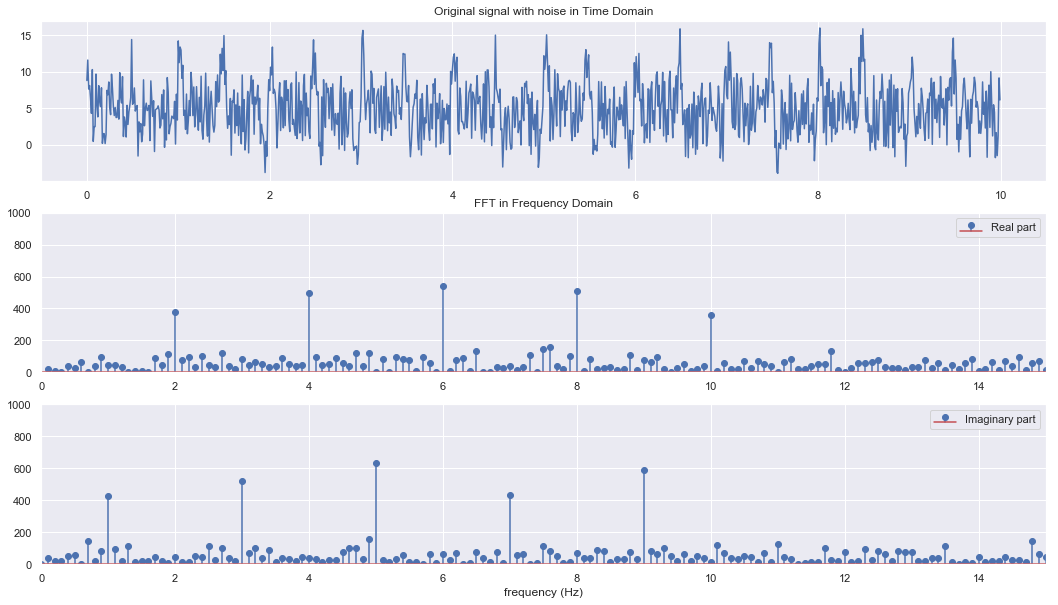 Original signal with noise in Time Domain
15
10
5
0
0 2 4 6 8 10
FFT in Frequency Domain
1000
800
600
400
200
0
Real part
0 2 4 6 8 10 12 14
1000
800
600
400
200
0
Imaginary part
0 2 4 6 8 10 12 14
frequency (Hz)